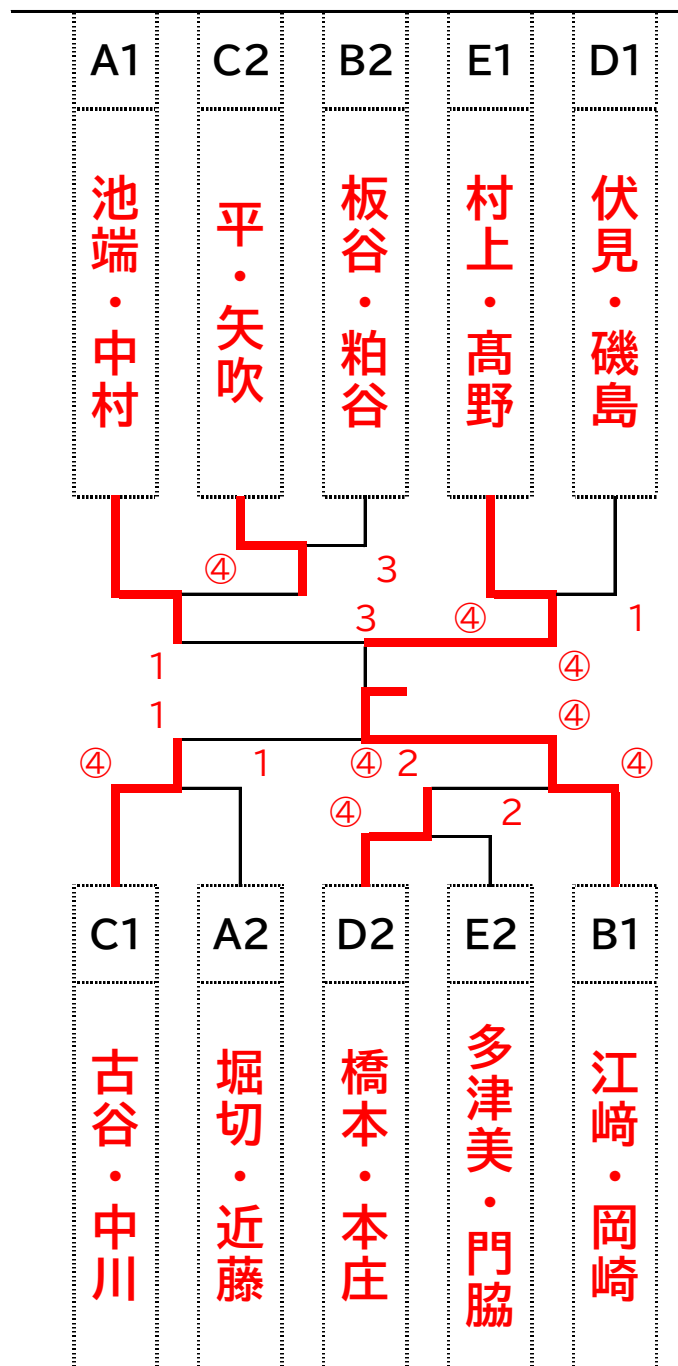 A1 C2 B2 E1 D1
池端・中村
平・矢吹
板谷・粕谷
村上・髙野
伏見・磯島
④ 3
3 ④ 1
1 ④
1 ④
④ 1 ④ 2 ④
④ 2
C1 A2 D2 E2 B1
古谷・中川
堀切・近藤
橋本・本庄
多津美・門脇
江﨑・岡崎